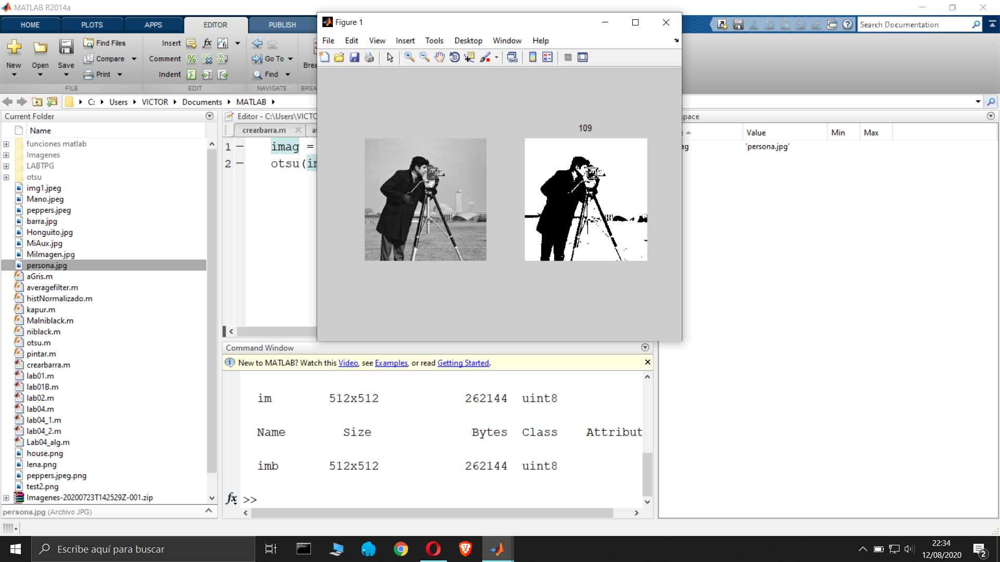 MATLAB R2014a
HOME PLOTS APPS EDITOR PUBLISH
Search Documentation
New
Open
Save
Find Files
Compare
Print
FILE
Insert
Comment
Indent
EDIT
Go To
Find
NAVIGATE
C: Users VICTOR Documents MATLAB
Current Folder
Name
funciones matlab
Imagenes
LABTPG
otsu
img1.jpeg
Mano.jpeg
peppers.jpeg
barra.jpg
Honguito.jpg
MiAux.jpg
MiImagen.jpg
persona.jpg
aGris.m
averagefilter.m
histNormalizado.m
kapur.m
Malniblack.m
niblack.m
otsu.m
pintar.m
crearbarra.m
lab01.m
lab01B.m
lab02.m
lab04.m
lab04_1.m
lab04_2.m
Lab04_alg.m
house.png
lena.png
peppers.jpeg.png
test2.png
Imagenes-20200723T142529Z-001.zip
persona.jpg (Archivo JPG)
Editor - C:\Users\VICTO
crearbarra.m
1 imag =
2 otsu(
Figure 1
File Edit View Insert Tools Desktop Window Help
109
Command Window
New to MATLAB? Watch this Video, see Examples, or read Getting Started.
im 512x512 262144 uint8
Name Size Bytes Class Attribut
imb 512x512 262144 uint8
fx >>
pace
Value Min Max
ag 'persona.jpg'
Escribe aquí para buscar
22:34
12/08/2020
2